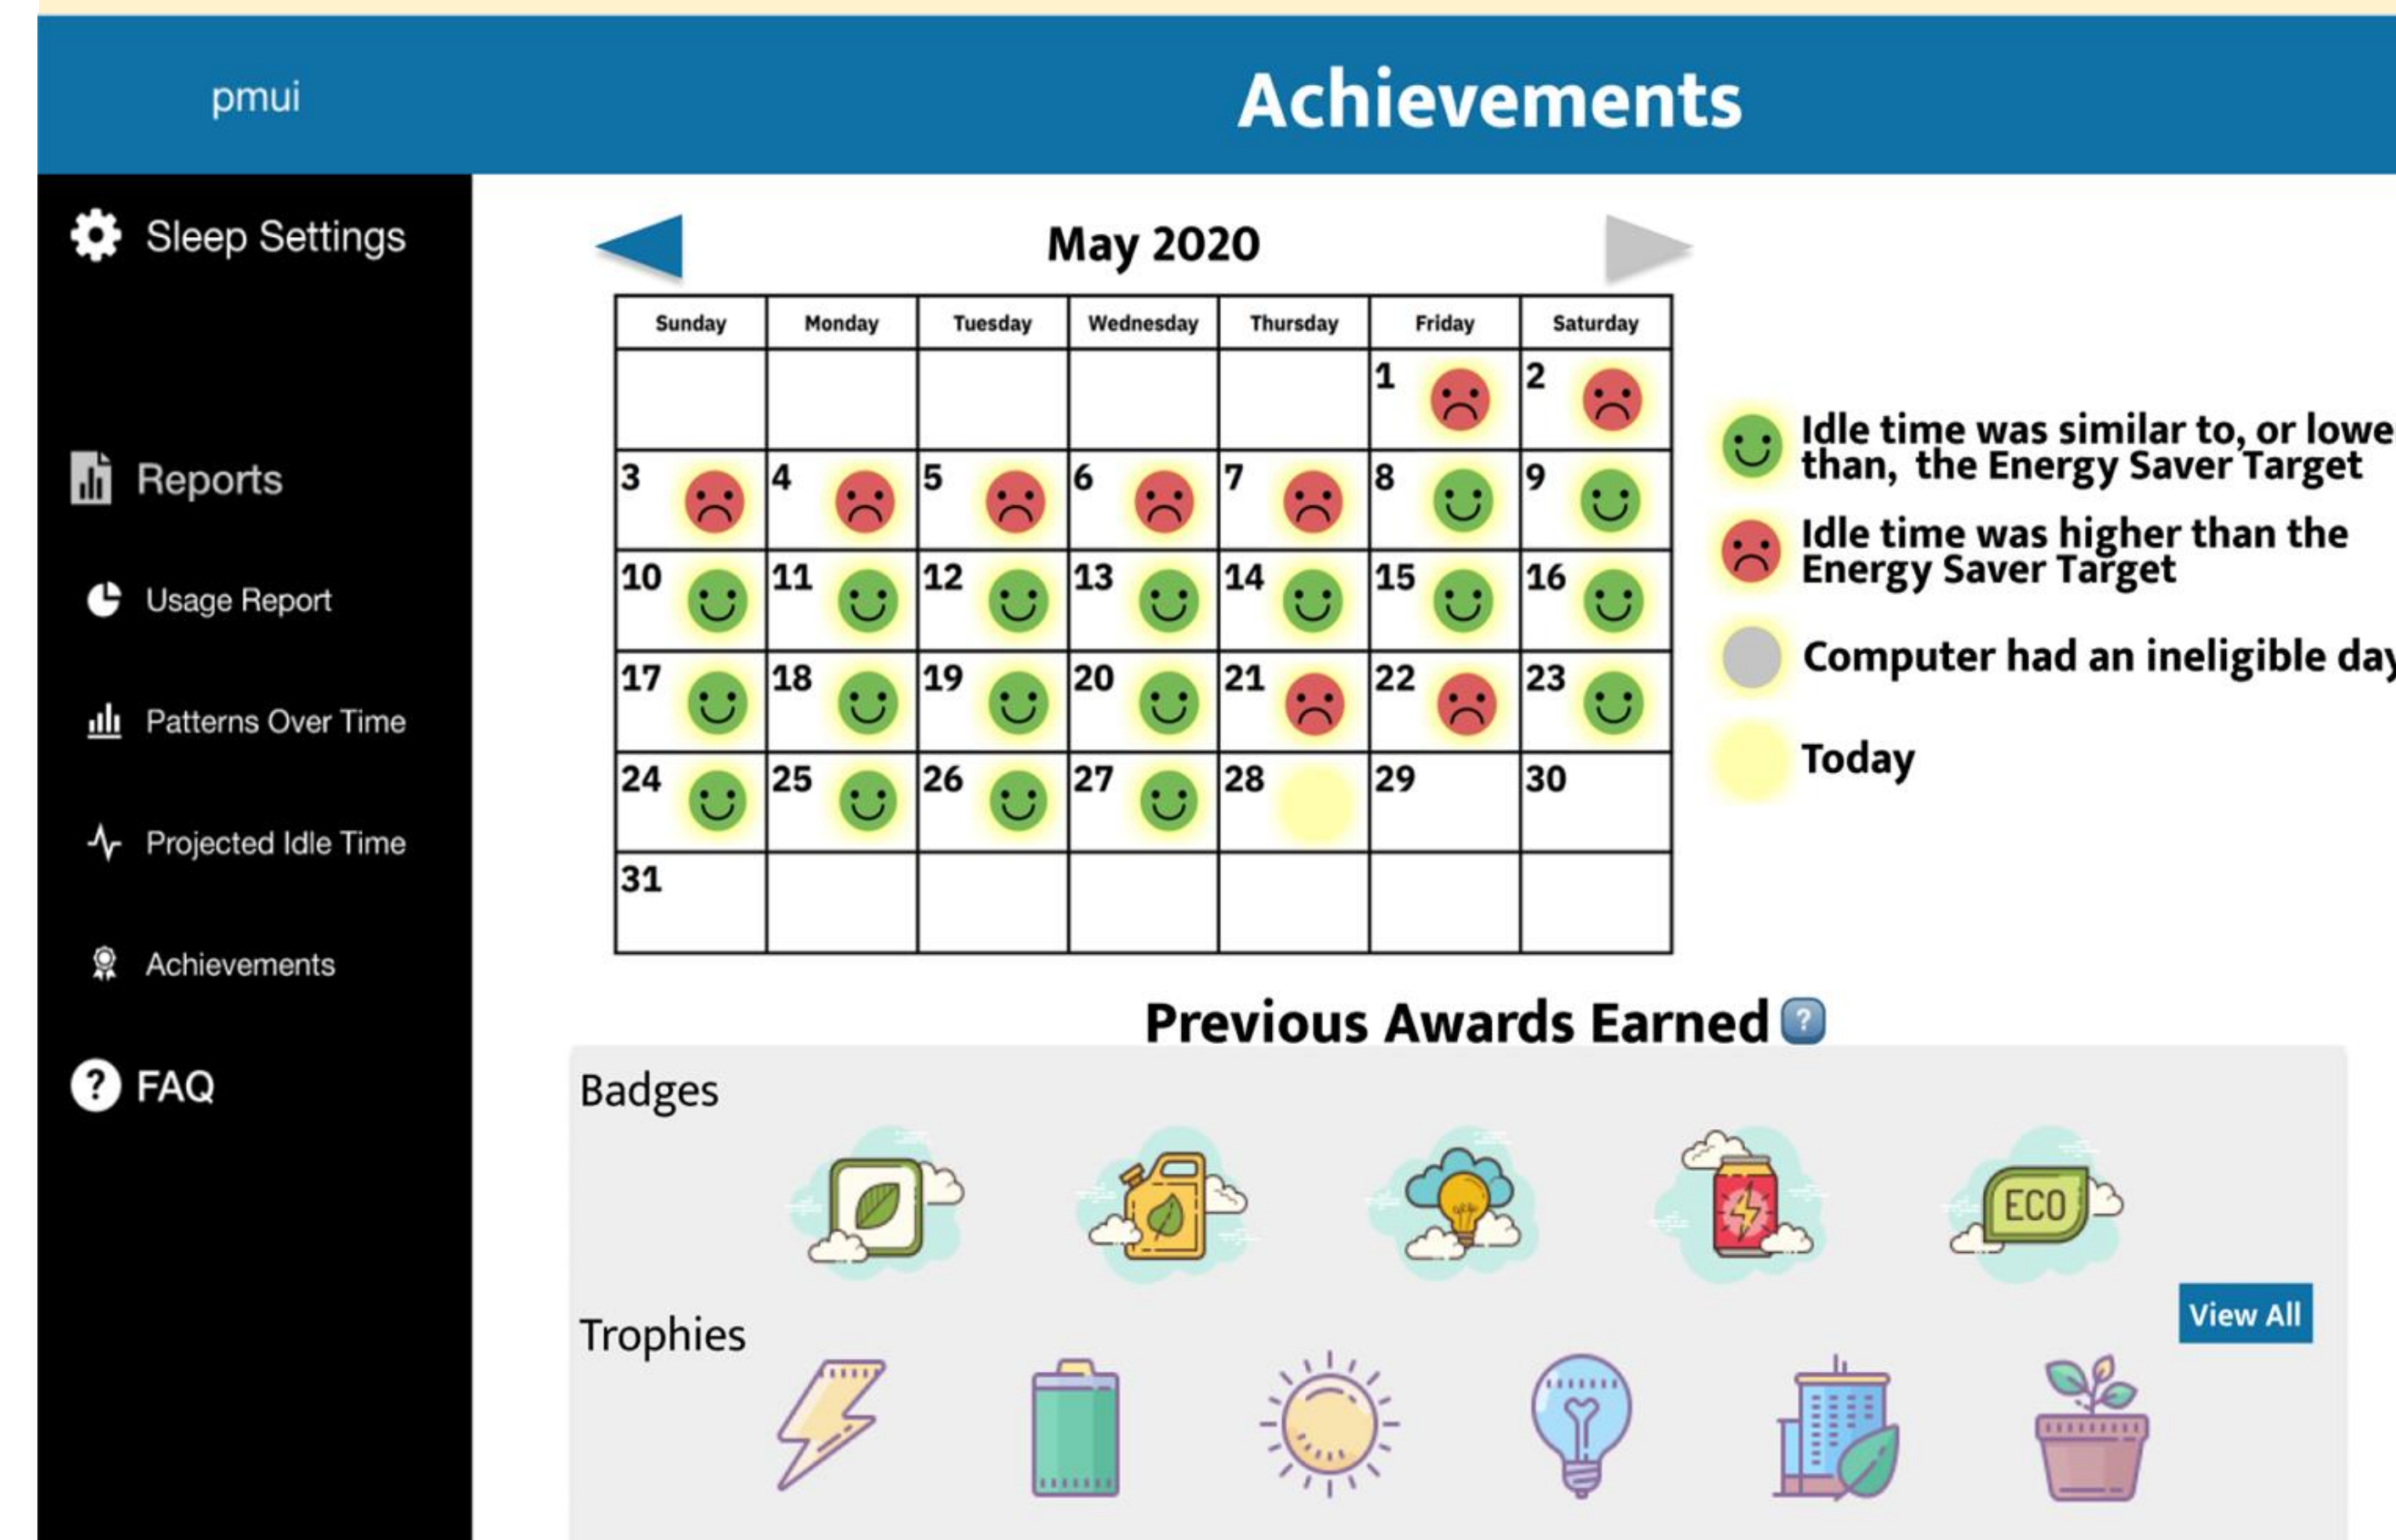 pmui
Achievements
Sleep Settings
Reports
Usage Report
Patterns Over Time
Projected Idle Time
Achievements
? FAQ
May 2020
Sunday Monday Tuesday Wednesday Thursday Friday Saturday
1 2
3 4 5 6 7 8 9
10 11 12 13 14 15 16
17 18 19 20 21 22 23
24 25 26 27 28 29 30
31
Idle time was similar to, or lowe
than, the Energy Saver Target
Idle time was higher than the
Energy Saver Target
Computer had an ineligible day
Today
Previous Awards Earned ?
Badges
ECO
View All
Trophies